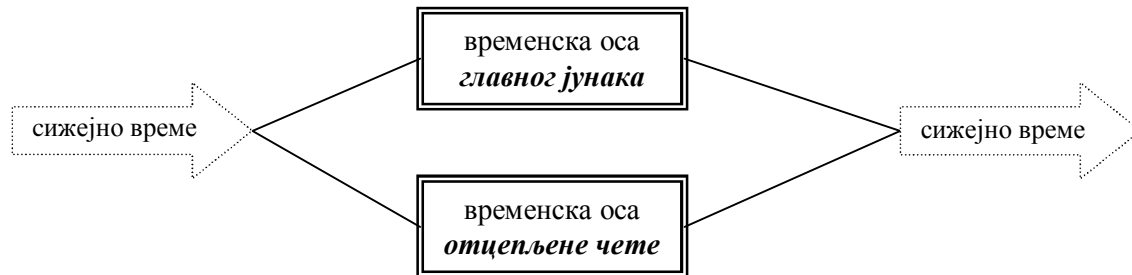 временска оса
главног јунака
сижејно време
сижејно време
временска оса
отцепљене чете